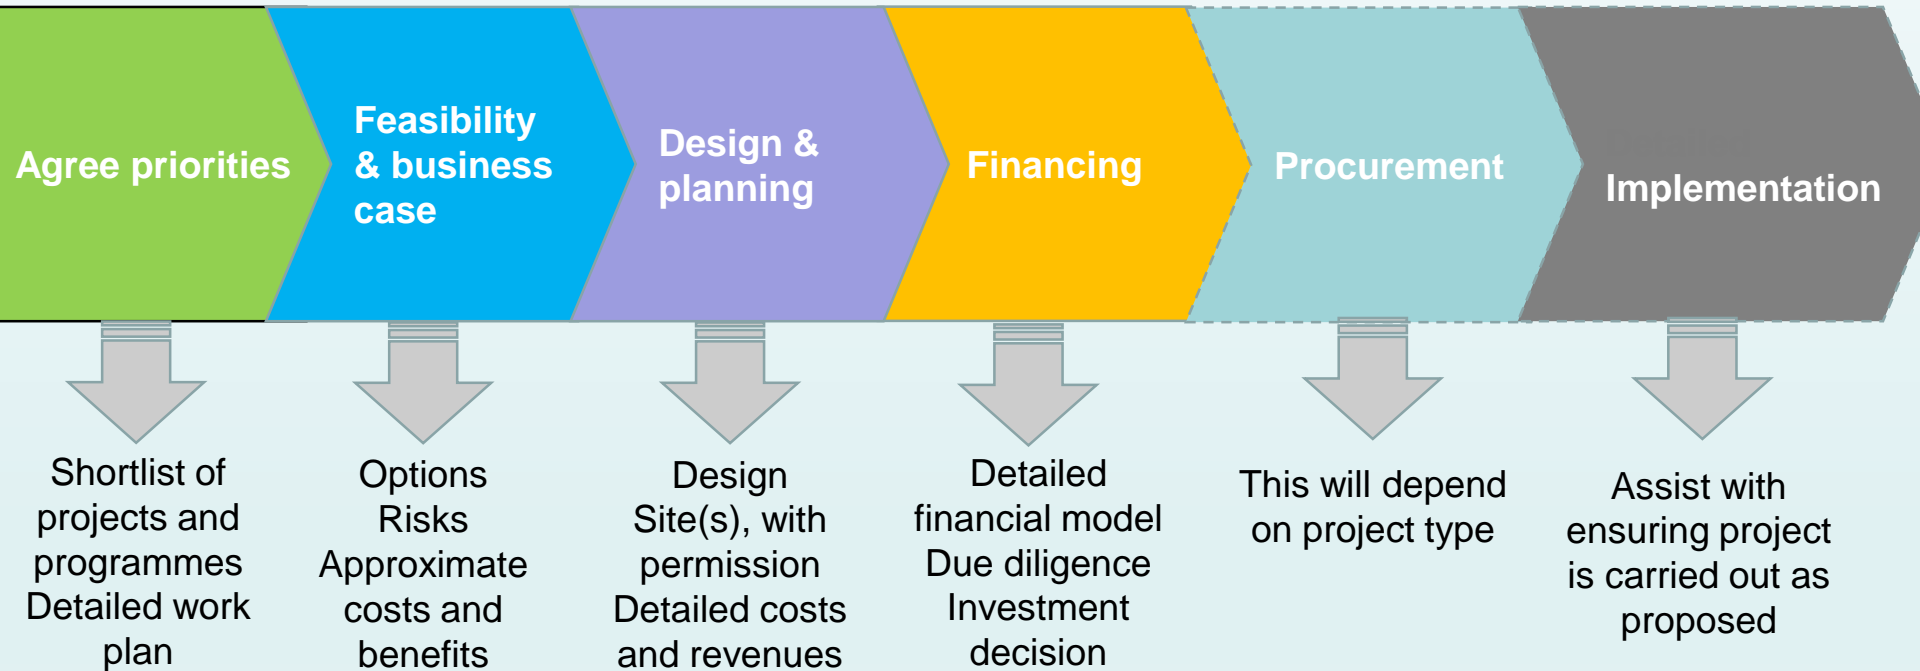 Agree priorities
Feasibility
& business
case
Design &
planning
Financing
Procurement
Implementation
Shortlist of
projects and
programmes
Detailed work
plan
Options
Risks
Approximate
costs and
benefits
Design
Site(s), with
permission
Detailed costs
and revenues
Detailed
financial model
Due diligence
Investment
decision
This will depend
on project type
Assist with
ensuring project
is carried out as
proposed